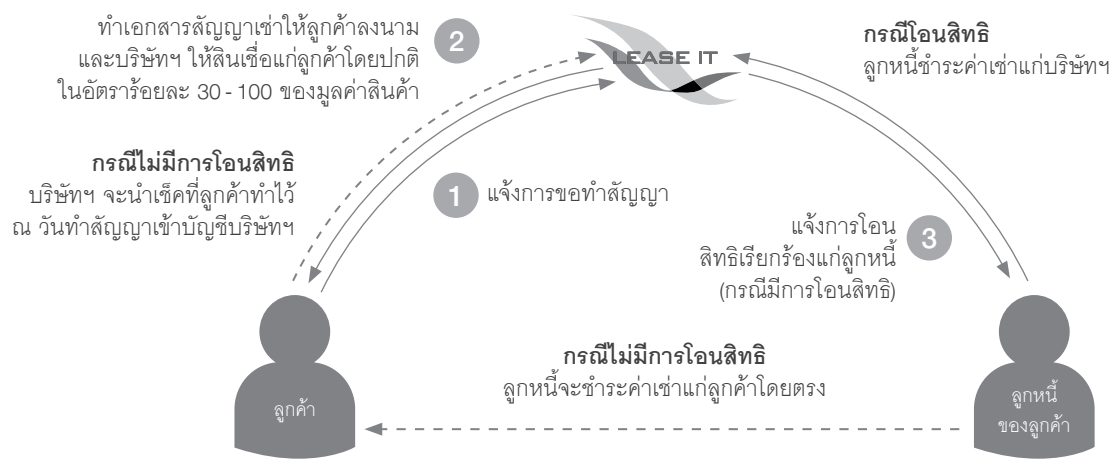 ทำเอกสารสัญญาเช่าให้ลูกค้าลงนาม
และบริษัทฯ ให้สินเชื่อแก่ลูกค้าโดยปกติ
ในอัตราร้อยละ 30 - 100 ของมูลค่าสินค้า
2
LEASE IT
กรณีโอนสิทธิ
ลูกหนี้ชำระค่าเช่าแก่บริษัทฯ
กรณีไม่มีการโอนสิทธิ
บริษัทฯ จะนำเช็คที่ลูกค้าทำไว้
ณ วันทำสัญญาเข้าบัญชีบริษัทฯ
1
แจ้งการขอทำสัญญา
แจ้งการโอน
สิทธิเรียกร้องแก่ลูกหนี้
(กรณีมีการโอนสิทธิ)
3
กรณีไม่มีการโอนสิทธิ
ลูกหนี้จะชำระค่าเช่าแก่ลูกค้าโดยตรง
ลูกค้า
ลูกหนี้
ของลูกค้า